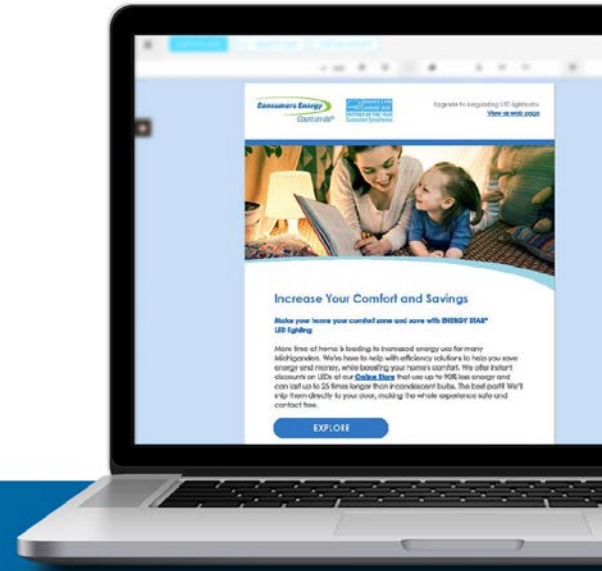 Consumers Energy
Count on Us®
Upgrade to long-lasting LED lightbulbs.
View as web page
Increase Your Comfort and Savings
Make your home your comfort zone and save with ENERGY STAR®
LED lighting
More time at home is leading to increased energy use for many
Michiganders. We're here to help with efficiency solutions to help you save
energy and money, while boosting your home's comfort. We offer instant
discounts on LEDs at our Online Store that use up to 90% less energy and
can last up to 25 times longer than incandescent bulbs. The best part? We'll
ship them directly to your door, making the whole experience safe and
contact free.
EXPLORE